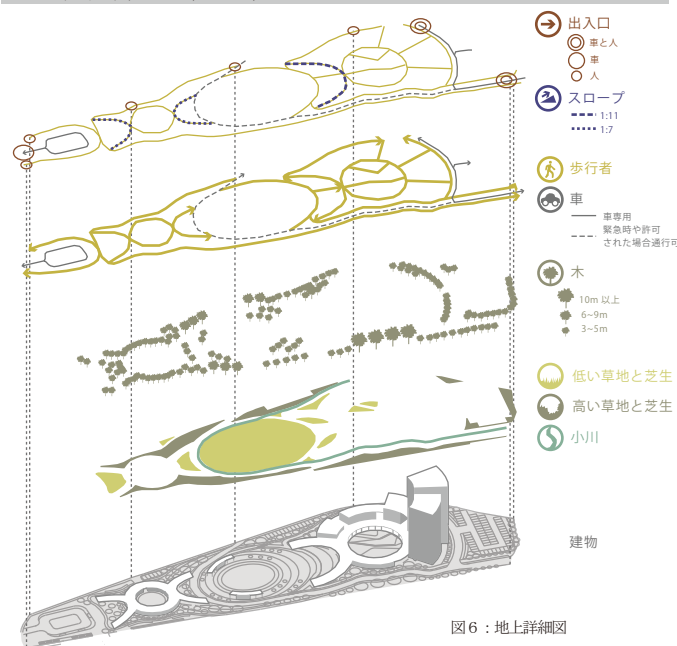 出入口
車と人
車
人
スロープ
1:11
1:7
歩行者
車
車専用
緊急時や許可
された場合通行可
木
10m 以上
6~9m
3~5m
低い草地と芝生
高い草地と芝生
小川
建物
図6：地上詳細図